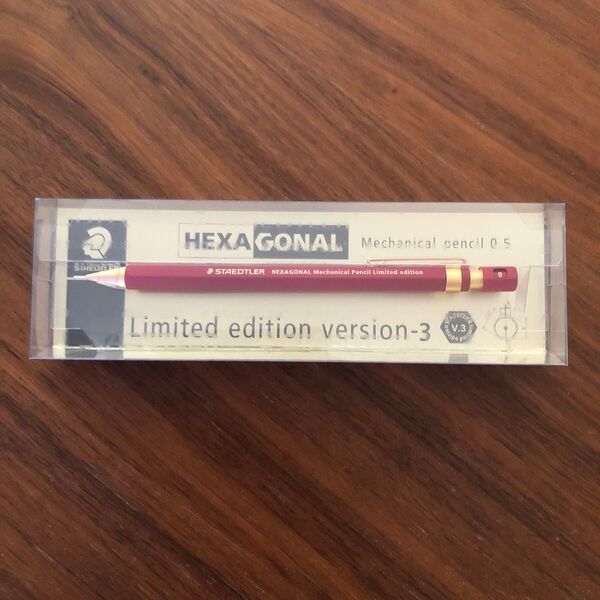 STAEDTLER
HEXAGONAL
Mechanical pencil 0.5
STAEDTLER HEXAGONAL Mechanical Pencil Limited edition
B
Limited edition version-3
V.3